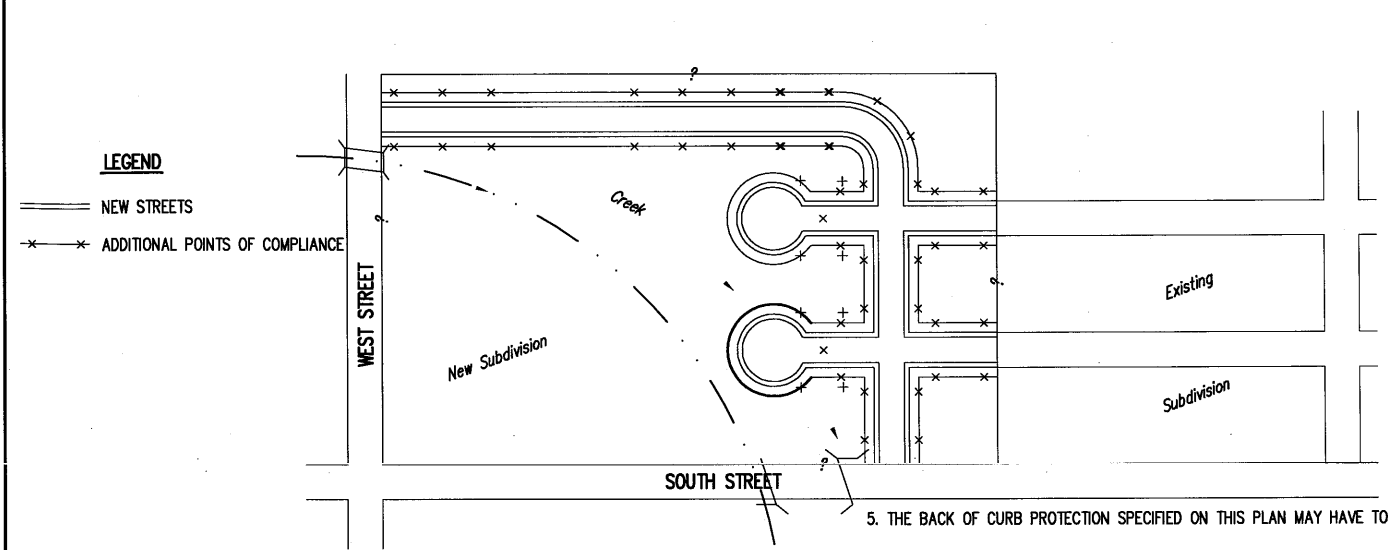 ?
LEGEND
NEW STREETS
ADDITIONAL POINTS OF COMPLIANCE
Creek
?
WEST STREET
?
Existing
New Subdivision
Subdivision
?
SOUTH STREET
5. THE BACK OF CURB PROTECTION SPECIFIED ON THIS PLAN MAY HAVE TO